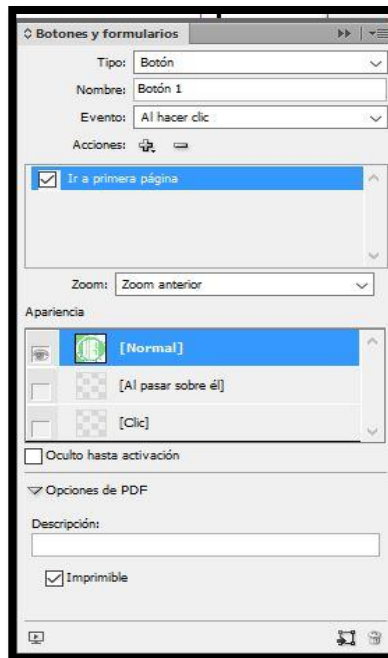 Botones y formularios
Tipo: Botón
Nombre: Botón 1
Evento: Al hacer clic
Acciones:
Ir a primera página
Zoom: Zoom anterior
Apariencia
[Normal]
[Al pasar sobre él]
[Clic]
Oculto hasta activación
Opciones de PDF
Descripción:
Imprimible